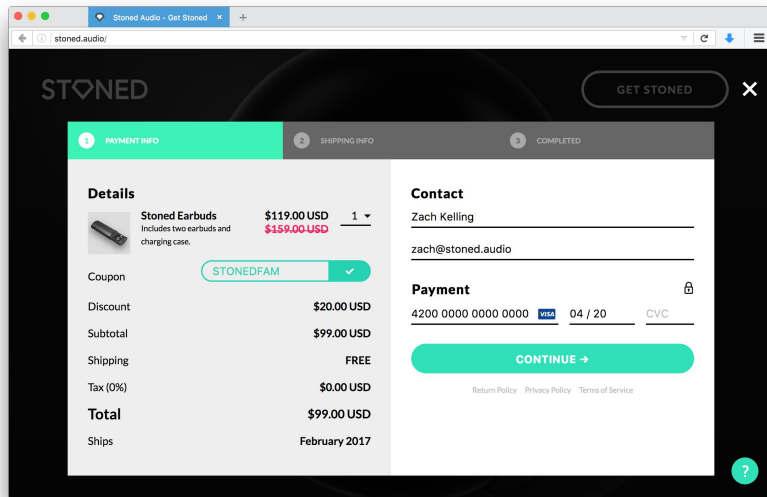 Stoned Audio - Get Stoned
stoned.audio/
STONED
GET STONED
1 PAYMENT INFO
2 SHIPPING INFO
3 COMPLETED
Details
Stoned Earbuds $119.00 USD 1
Includes two earbuds and $159.00 USD
charging case.
Coupon STONEDFAM
Discount $20.00 USD
Subtotal $99.00 USD
Shipping FREE
Tax (0%) $0.00 USD
Total $99.00 USD
Ships February 2017
Contact
Zach Kelling
zach@stoned.audio
Payment
4200 0000 0000 0000 VISA 04 / 20 CVC
CONTINUE →
Return Policy Privacy Policy Terms of Service
?